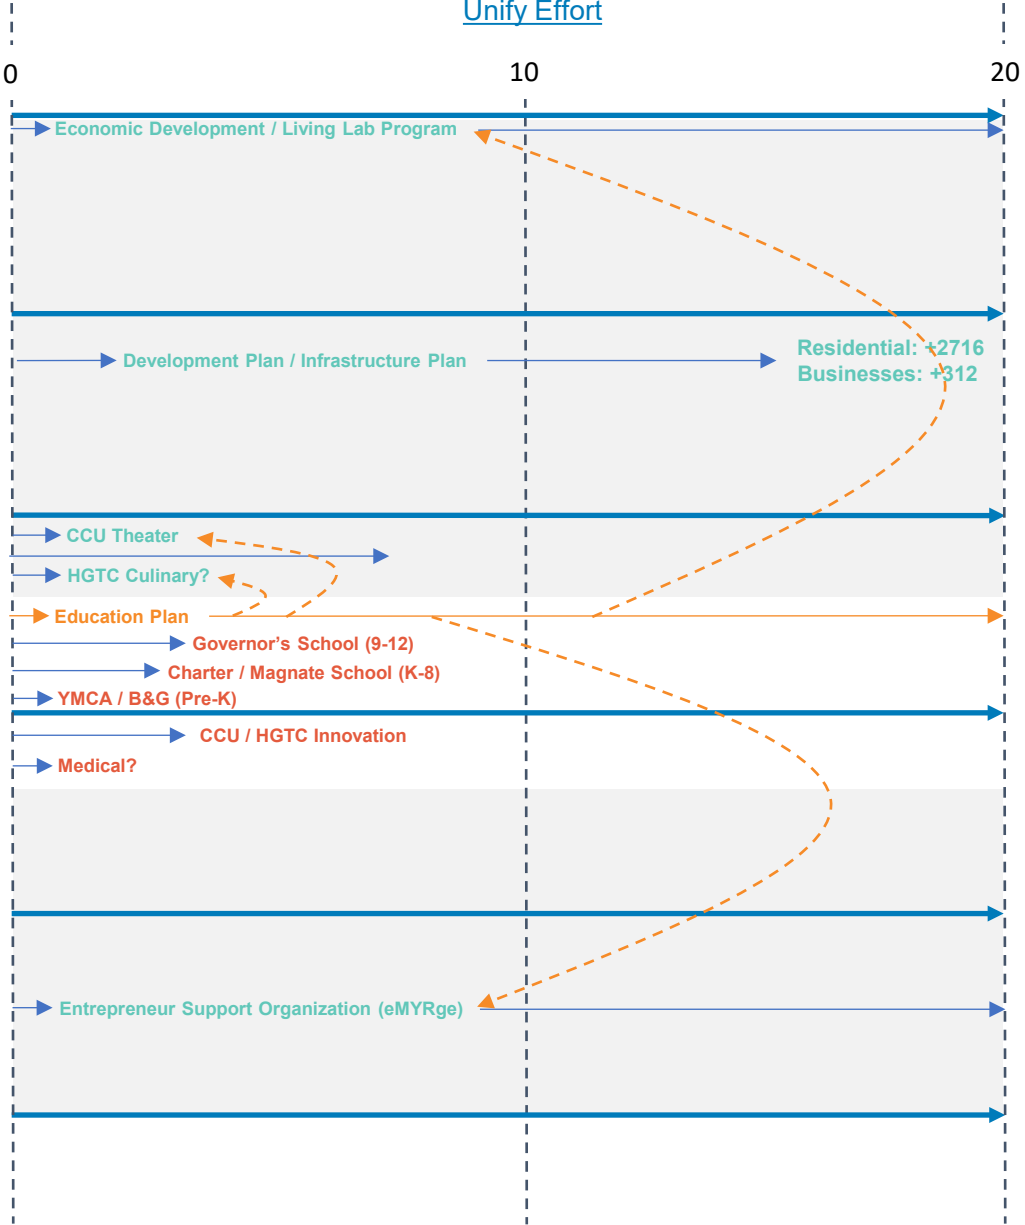 Unify Effort
0 10 20
Economic Development / Living Lab Program
Development Plan / Infrastructure Plan
Residential: +2716
Businesses: +312
CCU Theater
HGTC Culinary?
Education Plan
Governor's School (9-12)
Charter / Magnate School (K-8)
YMCA / B&G (Pre-K)
CCU / HGTC Innovation
Medical?
Entrepreneur Support Organization (eMYRge)